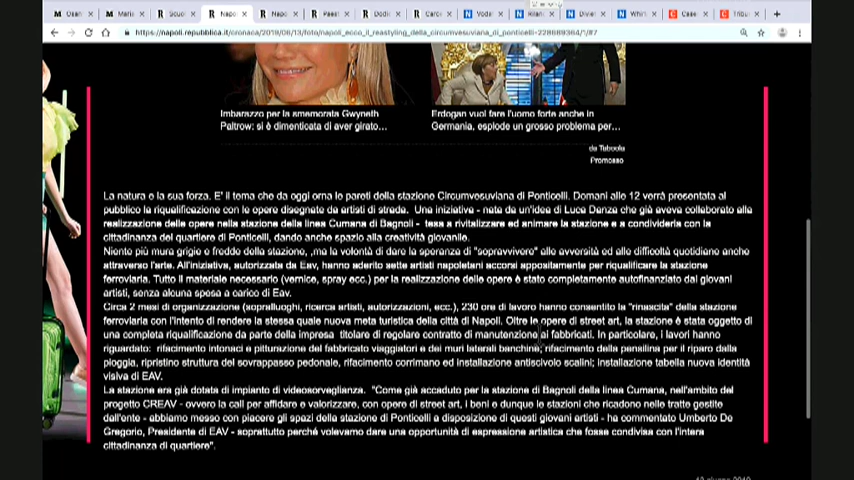 Napo
Scuo
Napo
Paes
Dodi
Carci
Voda
Rilan
Divie
Whir
Case
Tribu
https://napoli.repubblica.it/cronaca/2019/06/13/foto/napoli_ecco_il_reastyling_della_circumvesuviana_di_ponticelli-228689364/1/#7
Imbarazzo per la smemorata Gwyneth
Paltrow: si è dimenticata di aver girato...
Erdogan vuol fare l'uomo forte anche in
Germania, esplode un grosso problema per...
da Taboola
Promosso
La natura e la sua forza. E' il tema che da oggi orna le pareti della stazione Circumvesuviana di Ponticelli. Domani alle 12 verrà presentata al
pubblico la riqualificazione con le opere disegnate da artisti di strada. Una iniziativa - nata da un'idea di Luca Danza che già aveva collaborato alla
realizzazione delle opere nella stazione della linea Cumana di Bagnoli - tesa a rivitalizzare ed animare la stazione e a condividerla con la
cittadinanza del quartiere di Ponticelli, dando anche spazio alla creatività giovanile.
Niente più mura grigie e fredde della stazione, ,ma la volontà di dare la speranza di "sopravvivere" alle avversità ed alle difficoltà quotidiano anche
attraverso l'arte. All'iniziativa, autorizzata da Eav, hanno aderito sette artisti napoletani accorsi appositamente per riqualificare la stazione
ferroviaria. Tutto il materiale necessario (vernice, spray ecc.) per la realizzazione delle opere è stato completamente autofinanziato dai giovani
artisti, senza alcuna spesa a carico di Eav.
Circa 2 mesi di organizzazione (sopralluoghi, ricerca artisti, autorizzazioni, ecc.), 230 ore di lavoro hanno consentito la "rinascita" della stazione
ferroviaria con l'intento di rendere la stessa quale nuova meta turistica della città di Napoli. Oltre le opere di street art, la stazione è stata oggetto di
una completa riqualificazione da parte della impresa titolare di regolare contratto di manutenzione ai fabbricati. In particolare, i lavori hanno
riguardato: rifacimento intonaci e pitturazione del fabbricato viaggiatori e dei muri laterali banchine; rifacimento della pensilina per il riparo dalla
pioggia, ripristino struttura del sovrappasso pedonale, rifacimento corrimano ed installazione antiscivolo scalini; installazione tabella nuova identità
visiva di EAV.
La stazione era già dotata di impianto di videosorveglianza. "Come già accaduto per la stazione di Bagnoli della linea Cumana, nell'ambito del
progetto CREAV - ovvero la call per affidare e valorizzare, con opere di street art, i beni e dunque le stazioni che ricadono nelle tratte gestite
dall'ente - abbiamo messo con piacere gli spazi della stazione di Ponticelli a disposizione di questi giovani artisti - ha commentato Umberto De
Gregorio, Presidente di EAV - soprattutto perché volevamo dare una opportunità di espressione artistica che fosse condivisa con l'intera
cittadinanza di quartiere".